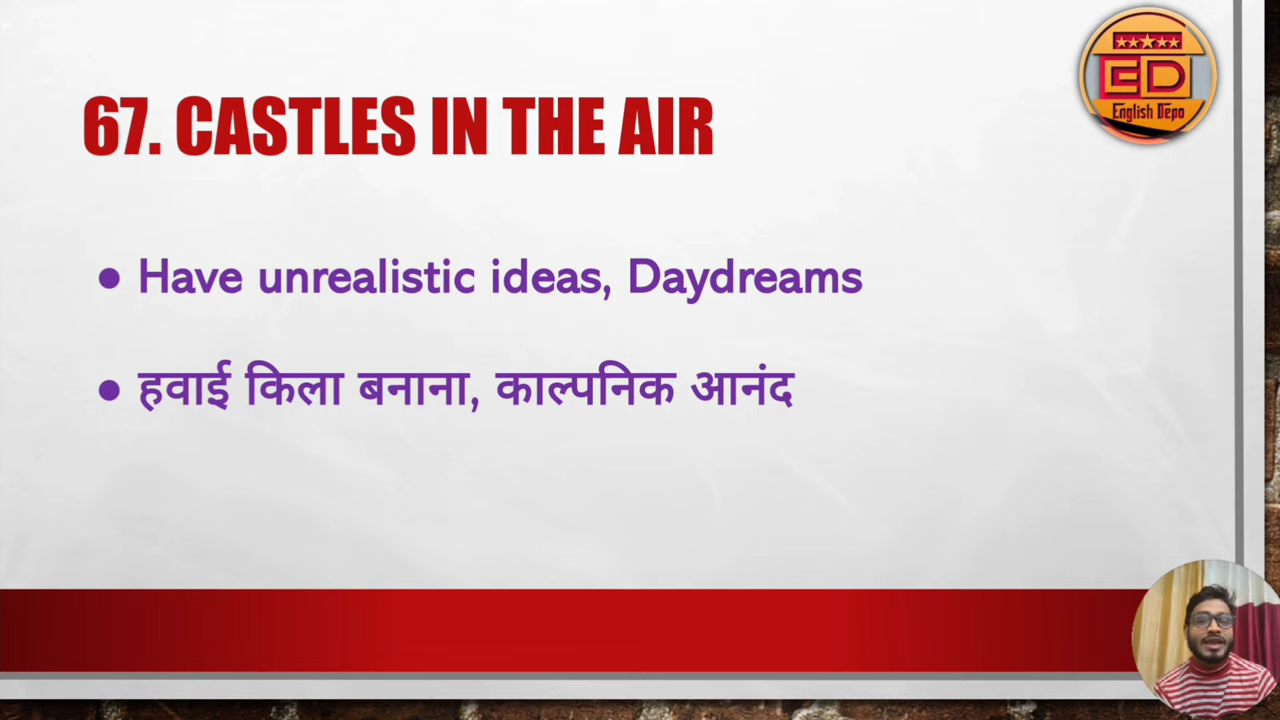 67. CASTLES IN THE AIR
ED
English Depo
● Have unrealistic ideas, Daydreams
● हवाई किला बनाना, काल्पनिक आनंद